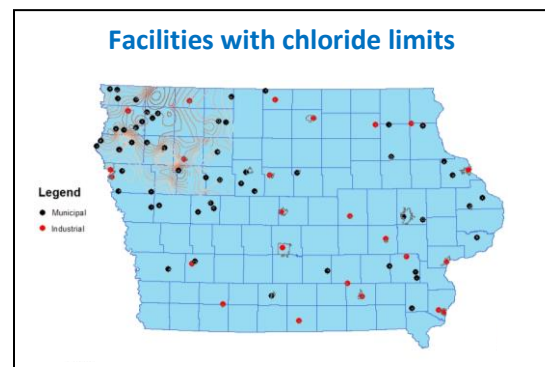 Facilities with chloride limits
Legend
Municipal
Industrial